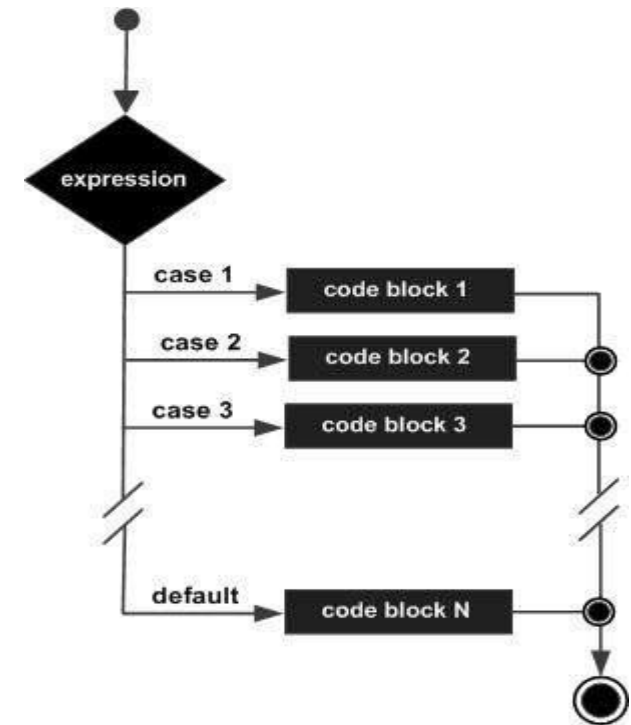 expression
case 1
code block 1
case 2
code block 2
case 3
code block 3
default
code block N